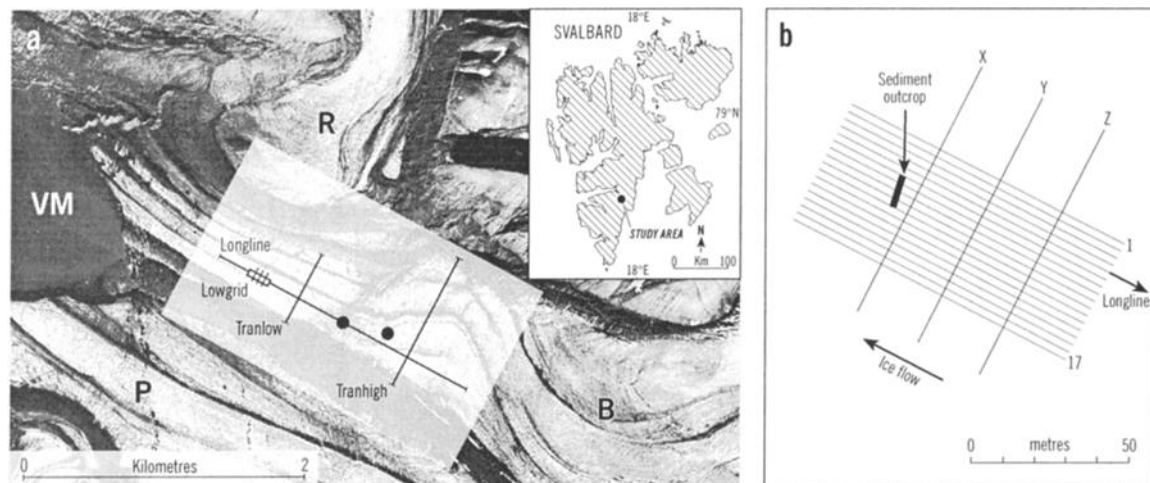 a
R
VM
Longline
Lowgrid
Tranlow
Tranhigh
P
B
0 2
Kilometres
18°E
SVALBARD
79°N
STUDY AREA
N
0 Km 100
18°E
b
X
Sediment
outcrop
Y
Z
1
Longline
17
Ice flow
metres
0 50